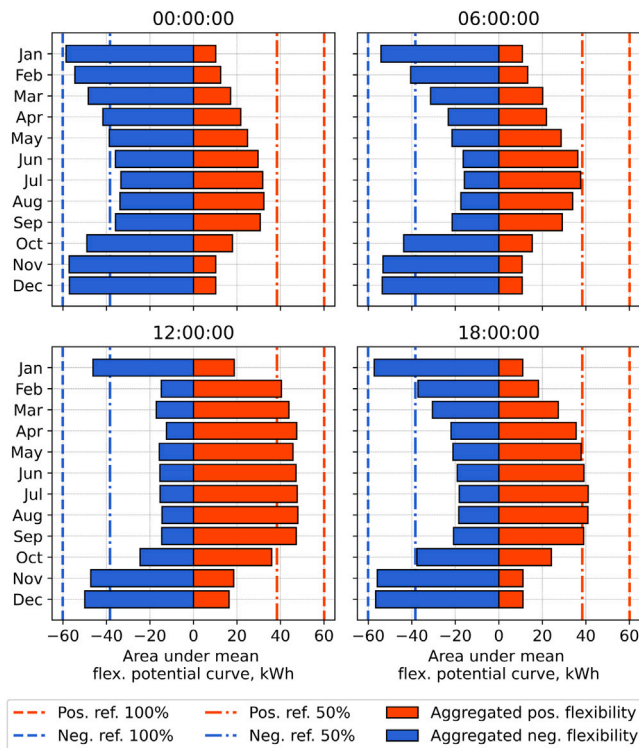 00:00:00 06:00:00
Jan
Feb
Mar
Apr
May
Jun
Jul
Aug
Sep
Oct
Nov
Dec
12:00:00 18:00:00
Jan
Feb
Mar
Apr
May
Jun
Jul
Aug
Sep
Oct
Nov
Dec
−60 −40 −20 0 20 40 60 −60 −40 −20 0 20 40 60
Area under mean Area under mean
flex. potential curve, kWh flex. potential curve, kWh
Pos. ref. 100% Pos. ref. 50% Aggregated pos. flexibility
Neg. ref. 100% Neg. ref. 50% Aggregated neg. flexibility